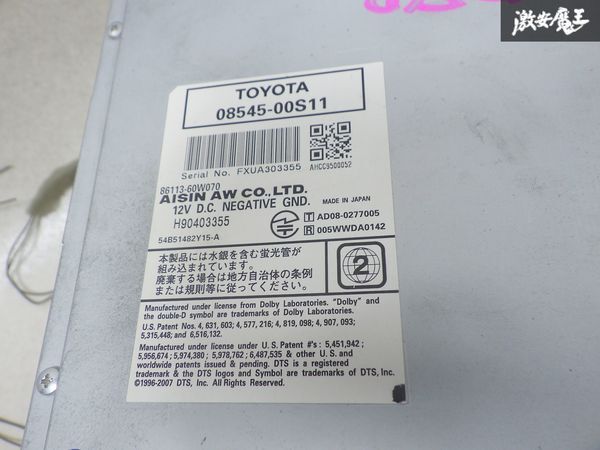 激安魔王
TOYOTA
08545-00S11
Serial No. FXUA303355
AHCC9500052
86113-60W070
AISIN AW CO.,LTD.
12V D.C. NEGATIVE GND.
MADE IN JAPAN
H90403355
T AD08-0277005
R 005WWDA0142
54B51482Y15-A
本製品には水銀を含む蛍光管が
組み込まれています。
廃棄する場合は地方自治体の条例
または規則等に従ってください。
2
Manufactured under license from Dolby Laboratories. "Dolby" and
the double-D symbol are trademarks of Dolby Laboratories.
U.S. Patent Nos. 4,631,603; 4,577,216; 4,819,098; 4,907,093;
5,315,448; and 6,516,132.
Manufactured under license under U.S. Patent #'s: 5,451,942;
5,956,674; 5,974,380; 5,978,762; 6,487,535 & other U.S. and
worldwide patents issued & pending. DTS is a registered
trademark and the DTS logos and Symbol are trademarks of DTS, Inc.
©1996-2007 DTS, Inc. All Rights Reserved.